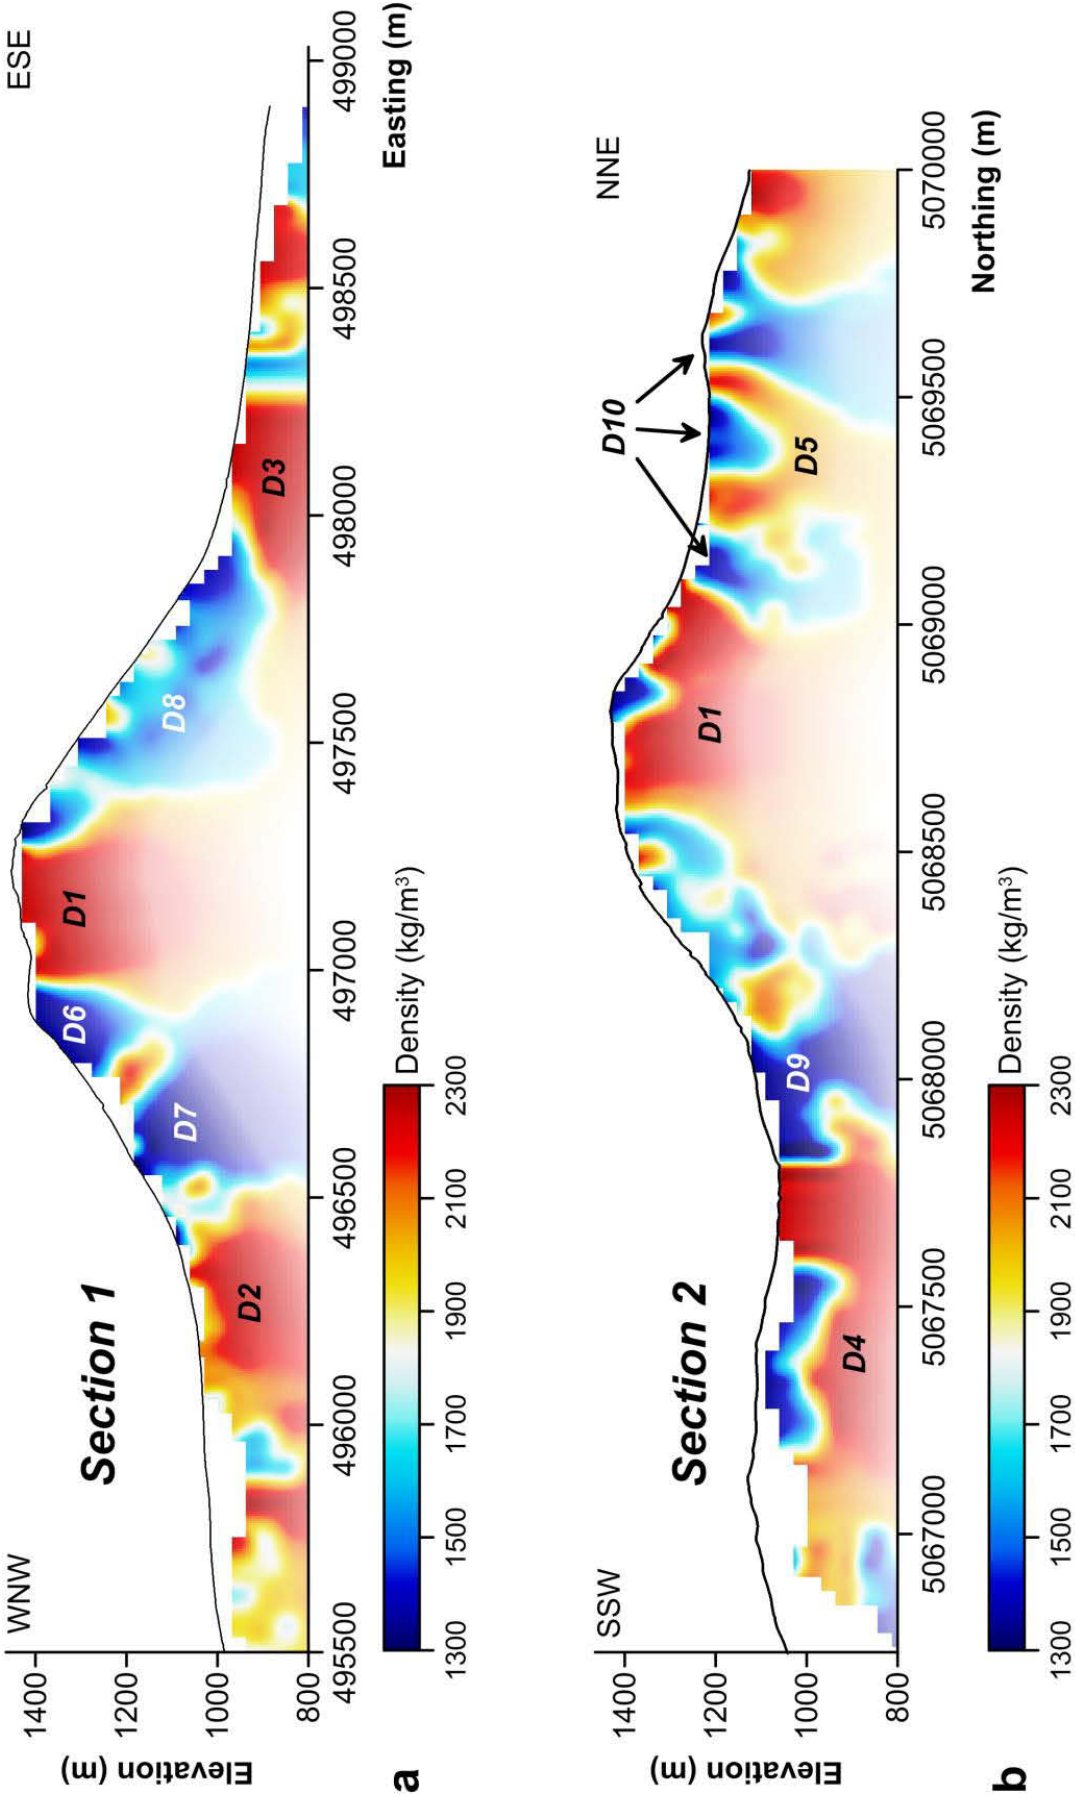 WNW
ESE
Section 1
Elevation (m)
1400
1200
1000
800
D6
D1
D7
D8
D2
D3
495500
496000
496500
497000
497500
498000
498500
499000
Easting (m)
1300
1500
1700
1900
2100
2300
Density (kg/m³)
a
SSW
NNE
Section 2
D10
Elevation (m)
1400
1200
1000
800
D1
D9
D5
D4
5067000
5067500
5068000
5068500
5069000
5069500
5070000
Northing (m)
1300
1500
1700
1900
2100
2300
Density (kg/m³)
b